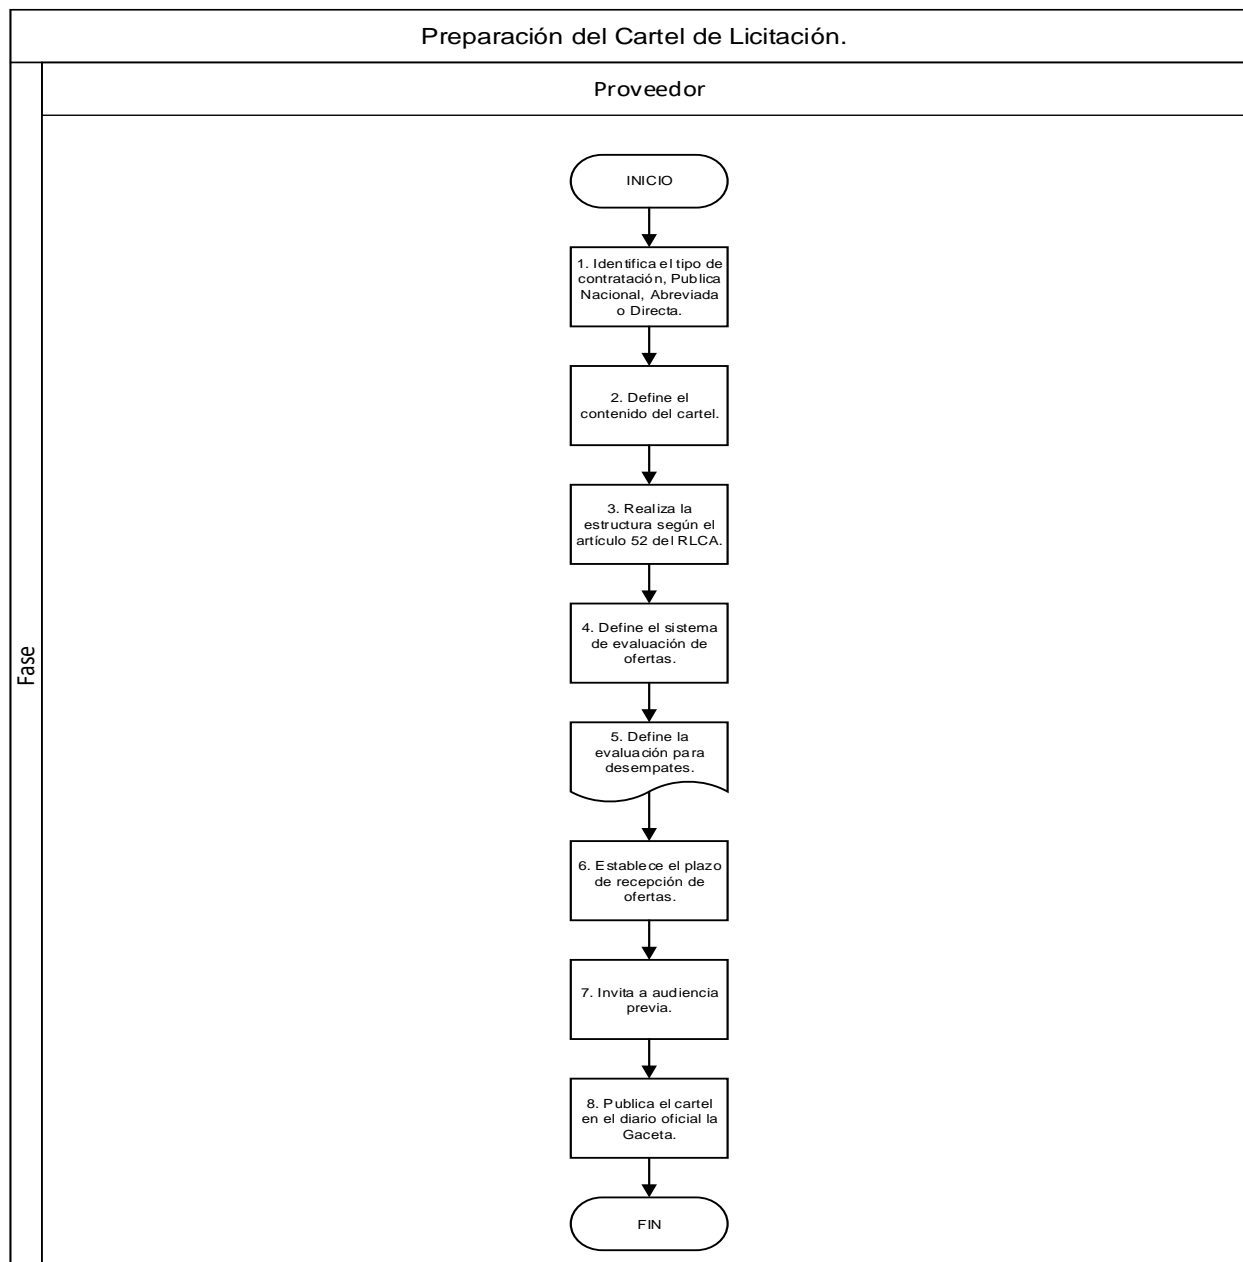 Preparación del Cartel de Licitación.
Proveedor
Fase
INICIO
1. Identifica el tipo de
contratación, Publica
Nacional, Abreviada
o Directa.
2. Define el
contenido del cartel.
3. Realiza la
estructura según el
artículo 52 del RLCA.
4. Define el sistema
de evaluación de
ofertas.
5. Define la
evaluación para
desempates.
6. Establece el plazo
de recepción de
ofertas.
7. Invita a audiencia
previa.
8. Publica el cartel
en el diario oficial la
Gaceta.
FIN